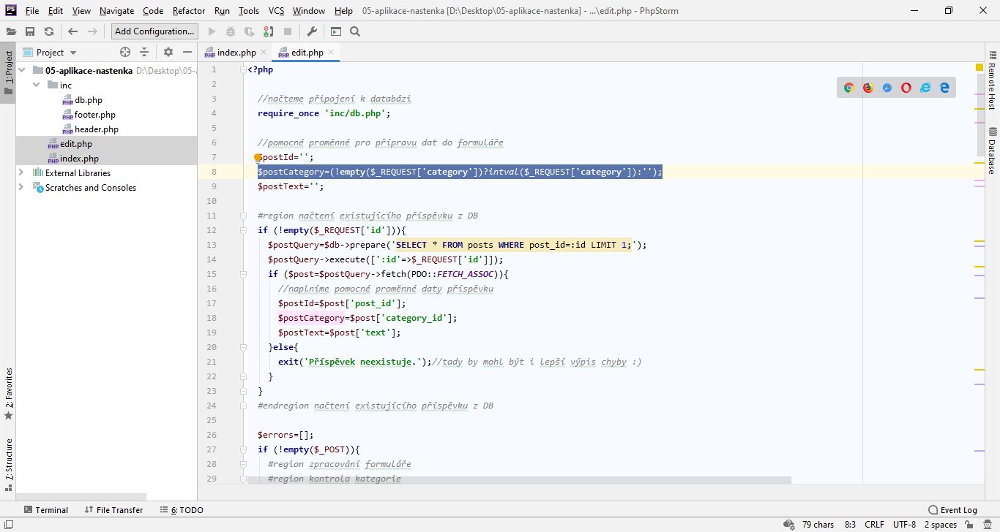 File Edit View Navigate Code Refactor Run Tools VCS Window Help 05-aplikace-nastenka [D:\Desktop\05-aplikace-nastenka] - ...\edit.php - PhpStorm
Add Configuration...
Project
index.php
edit.php
1: Project
05-aplikace-nastenka D:\Desktop\05-a
inc
db.php
footer.php
header.php
edit.php
index.php
External Libraries
Scratches and Consoles
1 <?php
2
3 //načteme připojení k databázi
4 require_once 'inc/db.php';
5
6 //pomocné proměnné pro přípravu dat do formuláře
7 $postId='';
8 $postCategory=(!empty($_REQUEST['category'])?intval($_REQUEST['category']):'');
9 $postText='';
10
11 #region načtení existujícího příspěvku z DB
12 if (!empty($_REQUEST['id'])){
13 $postQuery=$db->prepare('SELECT * FROM posts WHERE post_id=:id LIMIT 1;');
14 $postQuery->execute([':id'=>$_REQUEST['id']]);
15 if ($post=$postQuery->fetch(PDO::FETCH_ASSOC)){
16 //naplníme pomocné proměnné daty příspěvku
17 $postId=$post['post_id'];
18 $postCategory=$post['category_id'];
19 $postText=$post['text'];
20 }else{
21 exit('Příspěvek neexistuje.');//tady by mohl být i lepší výpis chyby :)
22 }
23 }
24 #endregion načtení existujícího příspěvku z DB
25
26 $errors=[];
27 if (!empty($_POST)){
28 #region zpracování formuláře
29 #region kontrola kategorie
Remote Host
Database
2: Favorites
7: Structure
Terminal File Transfer 6: TODO Event Log
79 chars 8:3 CRLF UTF-8 2 spaces